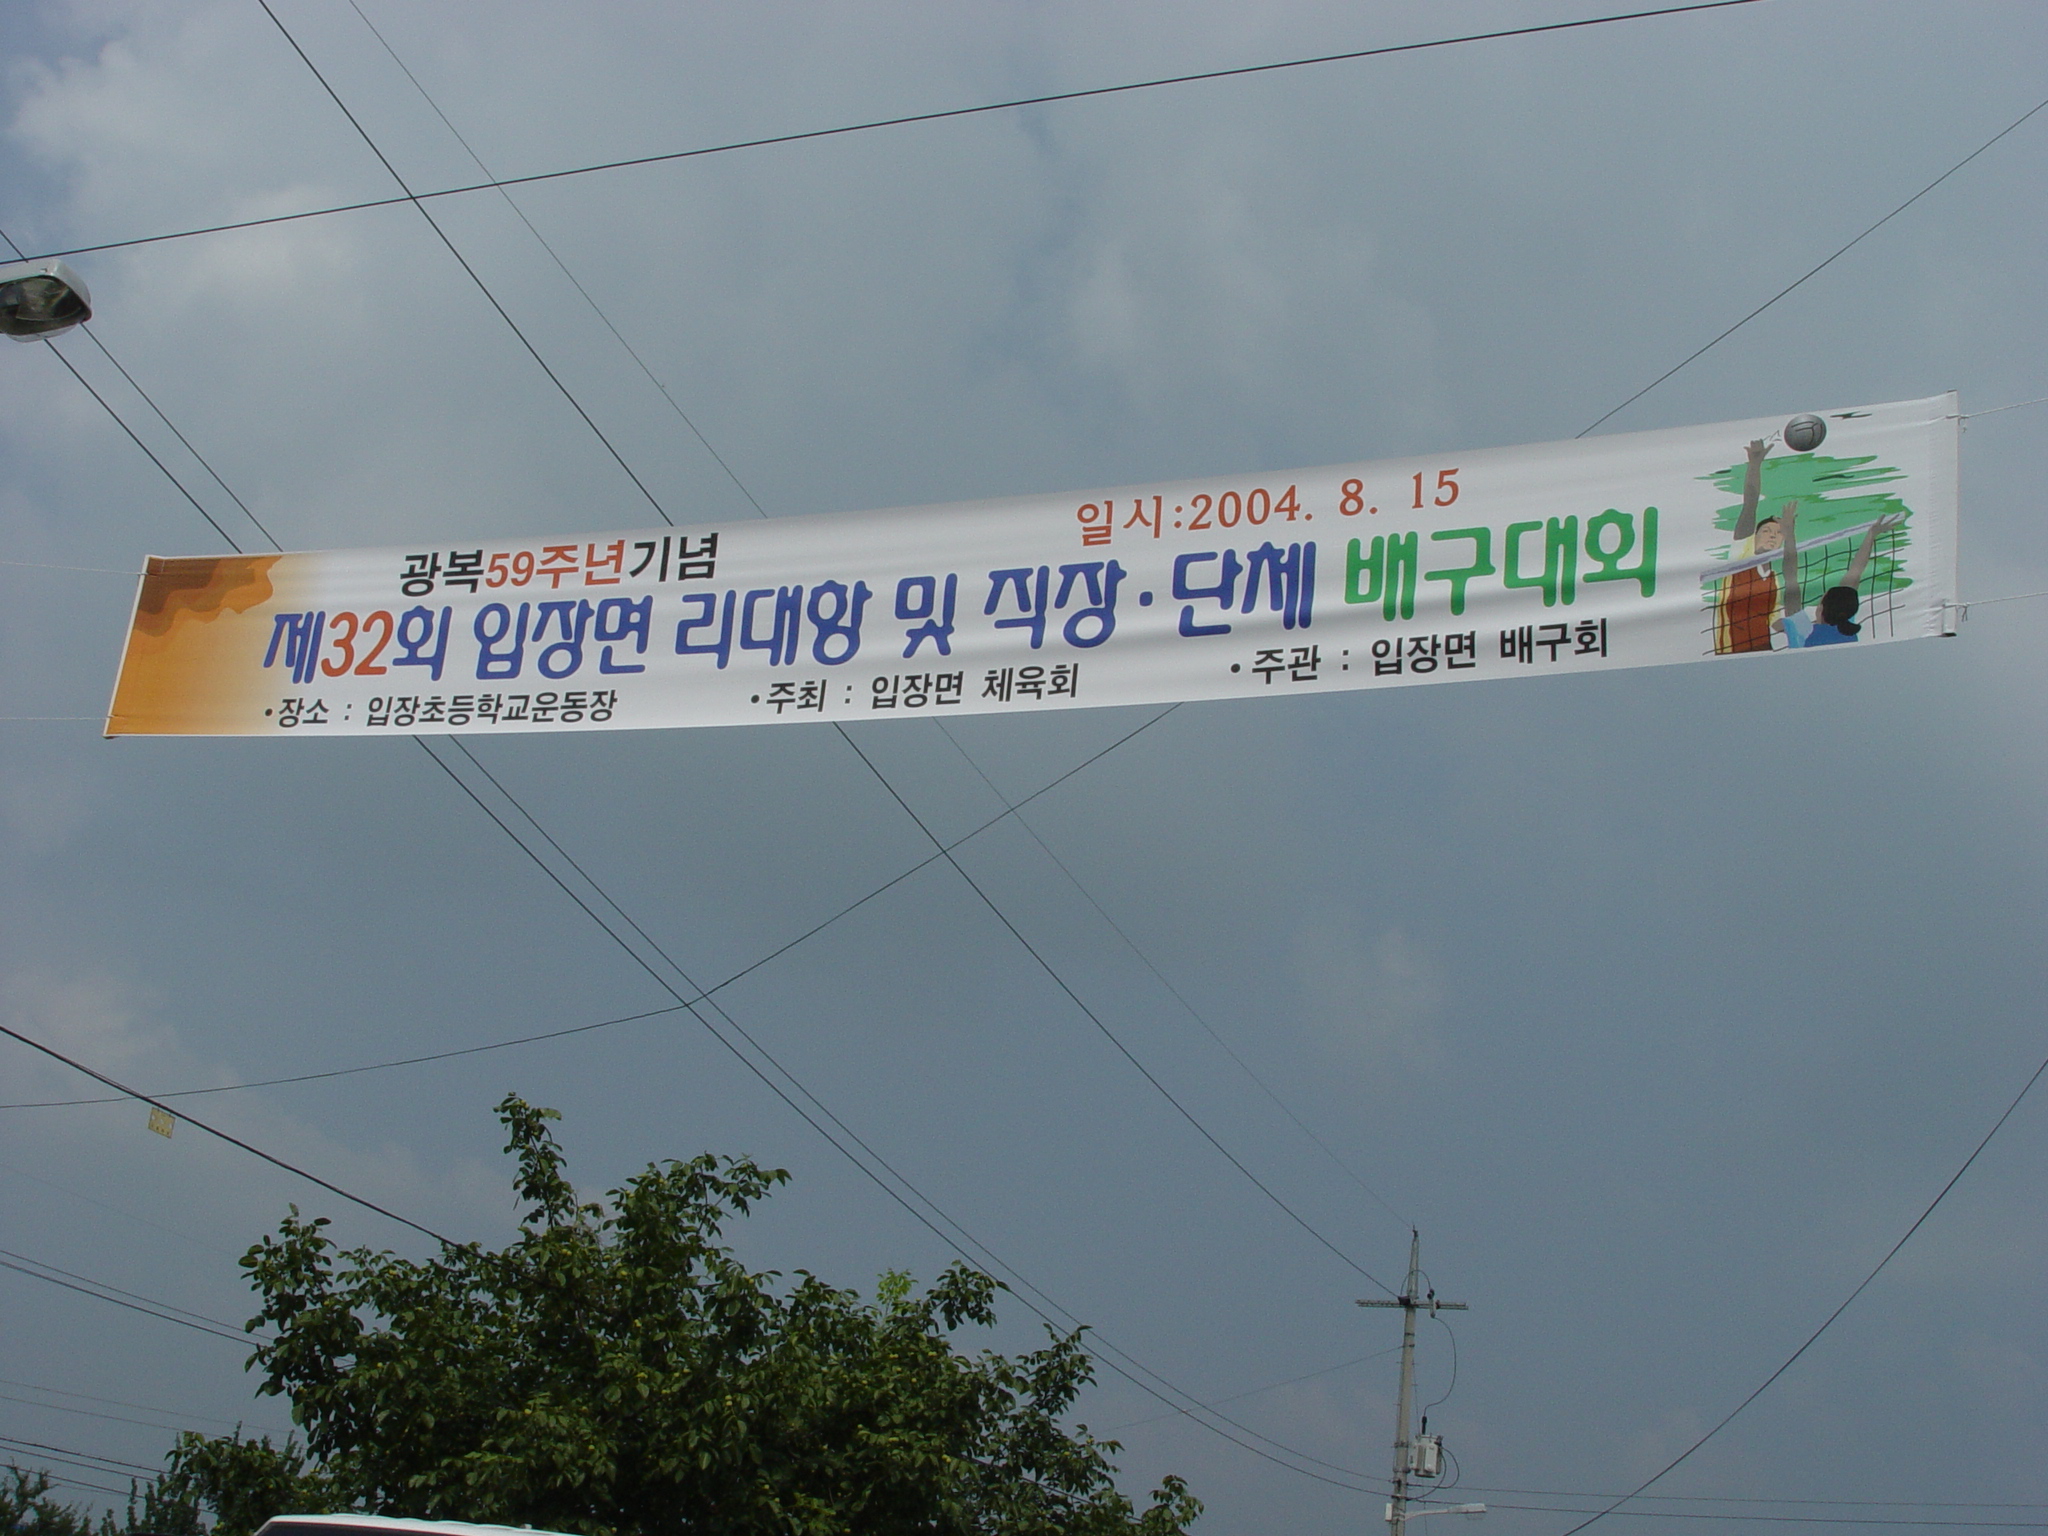 광복59주년기념
일시:2004. 8. 15
제32회 입장면 리대항 및 직장·단체 배구대회
•장소 : 입장초등학교운동장
•주최 : 입장면 체육회
•주관 : 입장면 배구회